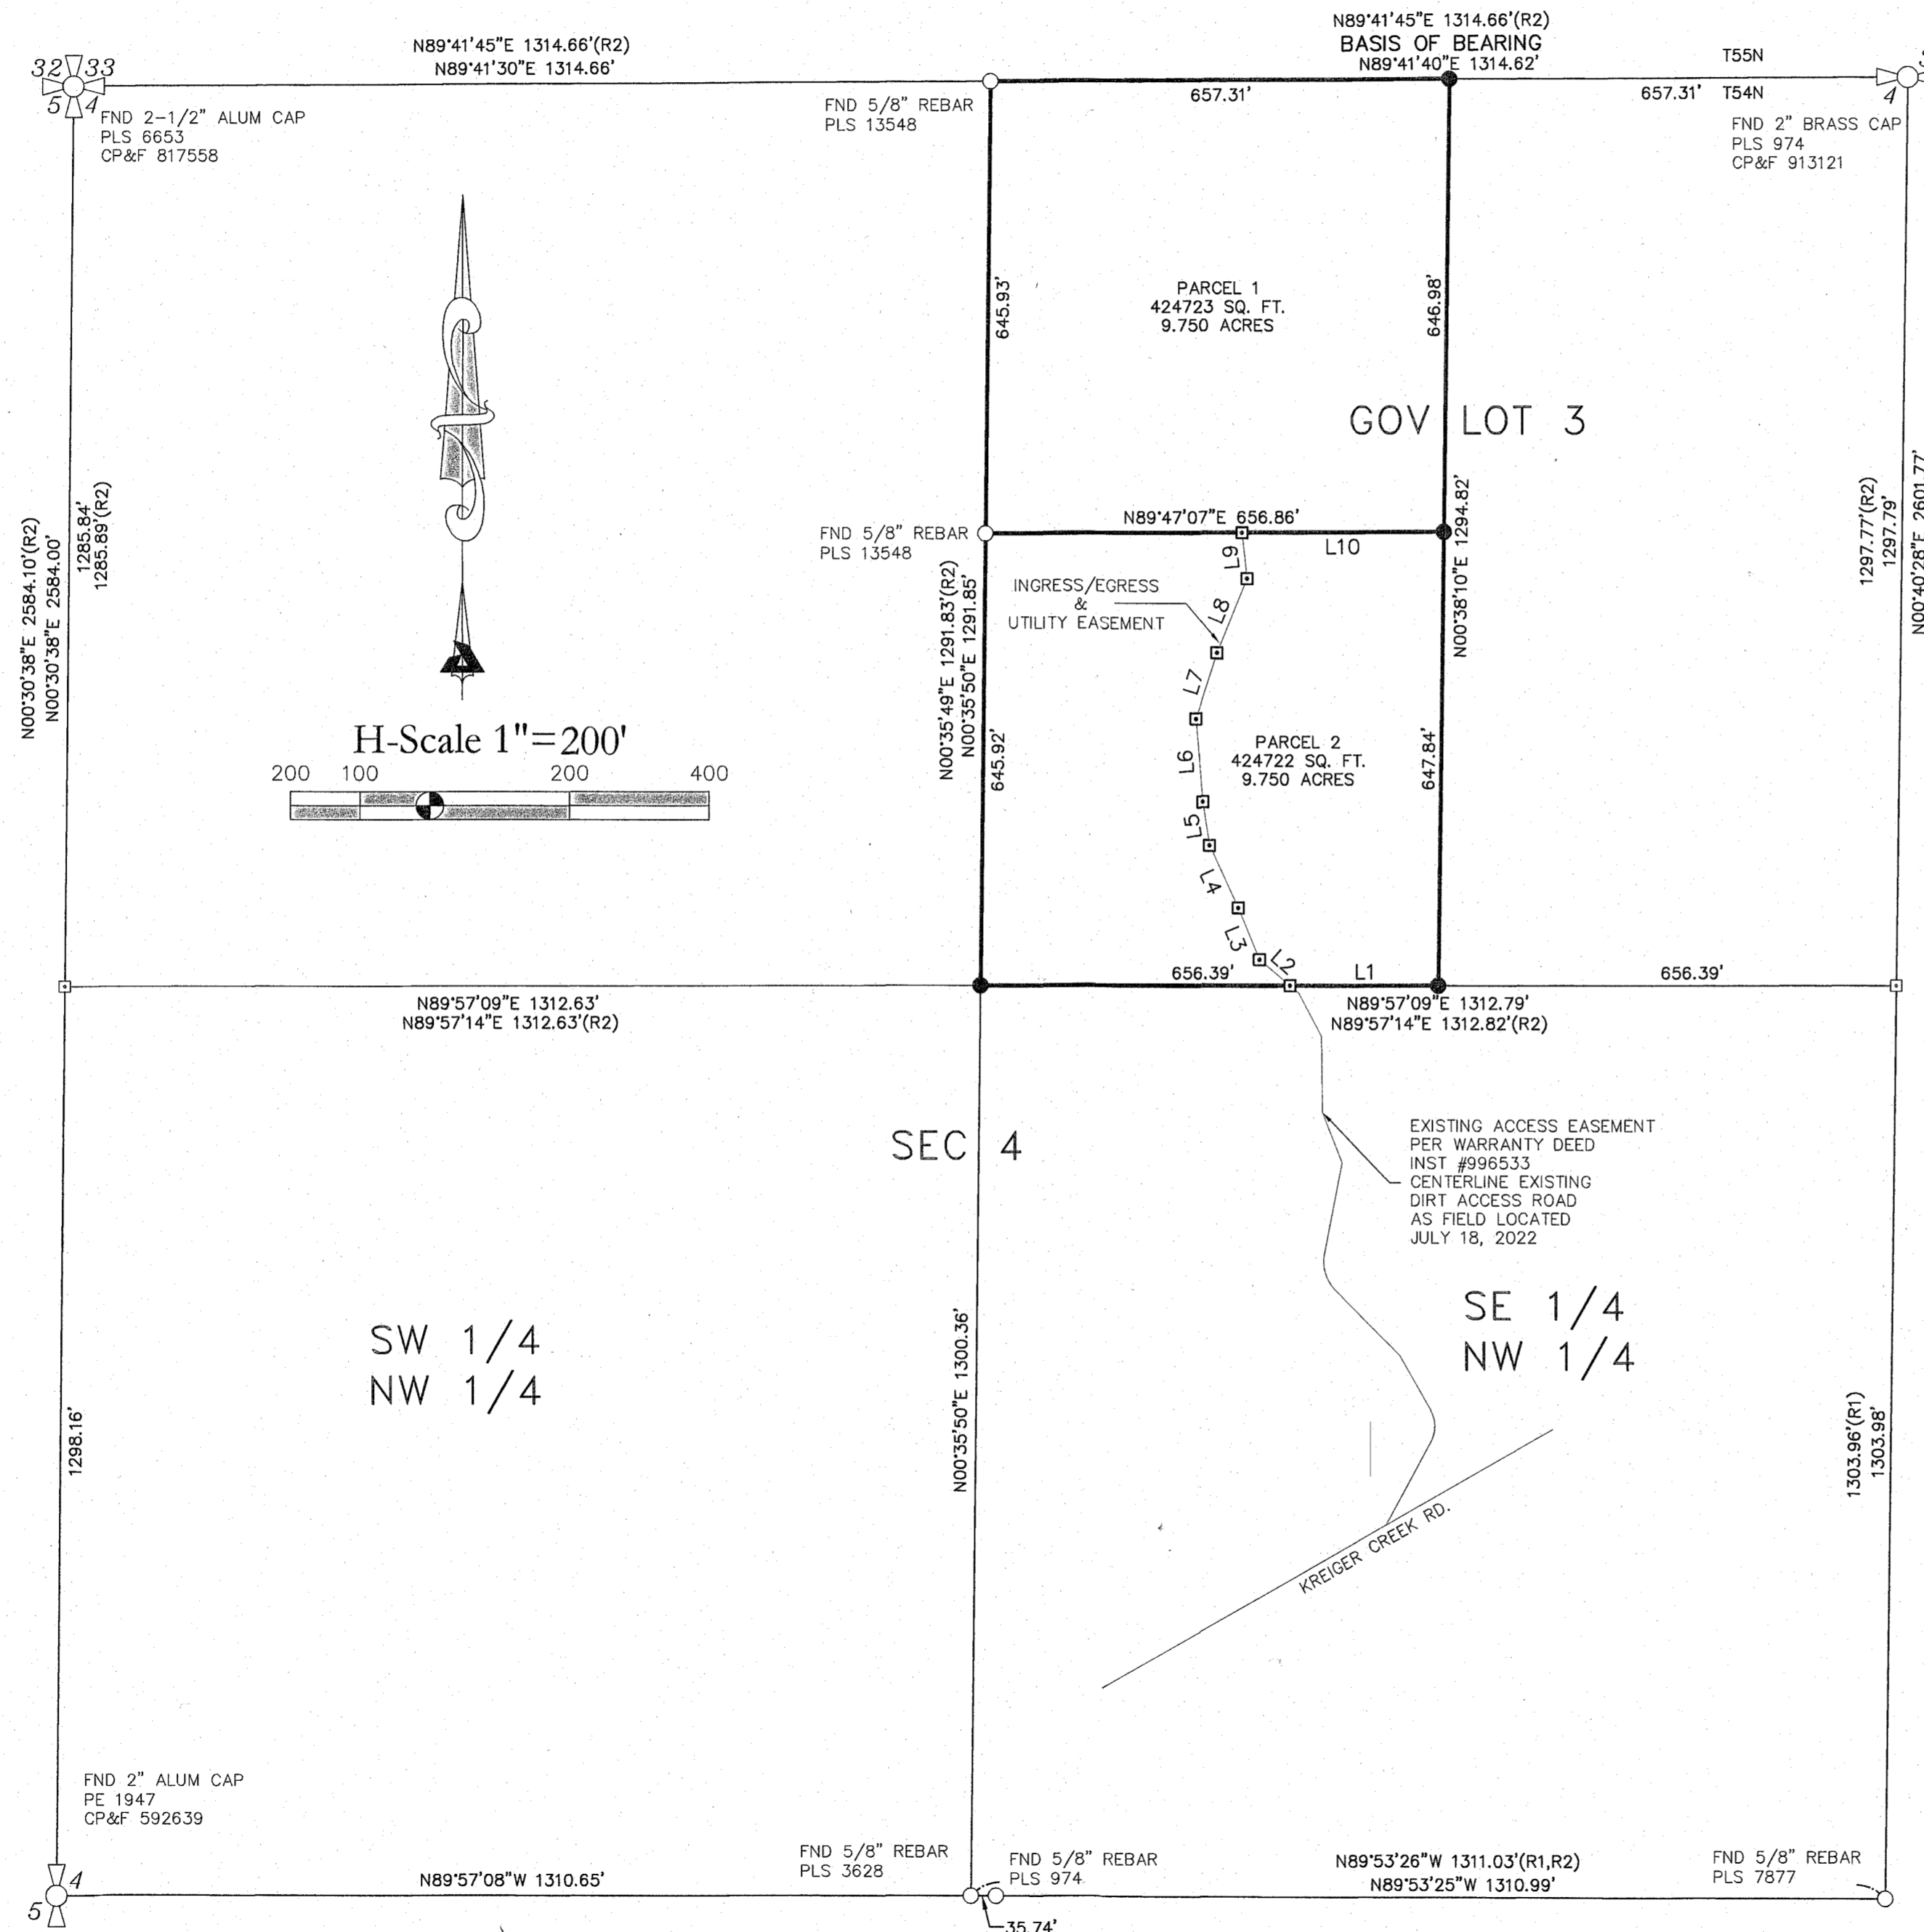 N89°41'45"E 1314.66'(R2)
N89°41'30"E 1314.66'
N89°41'45"E 1314.66'(R2)
BASIS OF BEARING
N89°41'40"E 1314.62'
T55N
T54N
657.31'
657.31'
32
33
5
4
4
FND 2-1/2" ALUM CAP
PLS 6653
CP&F 817558
FND 5/8" REBAR
PLS 13548
FND 2" BRASS CAP
PLS 974
CP&F 913121
645.93'
PARCEL 1
424723 SQ. FT.
9.750 ACRES
646.98'
GOV LOT 3
N00°30'38"E 2584.10'(R2)
N00°30'38"E 2584.00'
1285.84'
1285.89'(R2)
1297.77'(R2)
1297.79'
N00°40'28"E 2601.77'
FND 5/8" REBAR
PLS 13548
N89°47'07"E 656.86'
L10
N00°38'10"E 1294.82'
L9
L8
L7
L6
L5
L4
L3
L2
L1
INGRESS/EGRESS
&
UTILITY EASEMENT
N00°35'49"E 1291.83'(R2)
N00°35'50"E 1291.85'
645.92'
PARCEL 2
424722 SQ. FT.
9.750 ACRES
647.84'
H-Scale 1"=200'
200 100 200 400
656.39'
656.39'
N89°57'09"E 1312.63'
N89°57'14"E 1312.63'(R2)
N89°57'09"E 1312.79'
N89°57'14"E 1312.82'(R2)
SEC 4
EXISTING ACCESS EASEMENT
PER WARRANTY DEED
INST #996533
CENTERLINE EXISTING
DIRT ACCESS ROAD
AS FIELD LOCATED
JULY 18, 2022
SW 1/4
NW 1/4
SE 1/4
NW 1/4
1298.16'
N00°35'50"E 1300.36'
1303.96'(R1)
1303.98'
KREIGER CREEK RD.
FND 2" ALUM CAP
PE 1947
CP&F 592639
4
5
N89°57'08"W 1310.65'
FND 5/8" REBAR
PLS 3628
FND 5/8" REBAR
PLS 974
35.74'
N89°53'26"W 1311.03'(R1,R2)
N89°53'25"W 1310.99'
FND 5/8" REBAR
PLS 7877